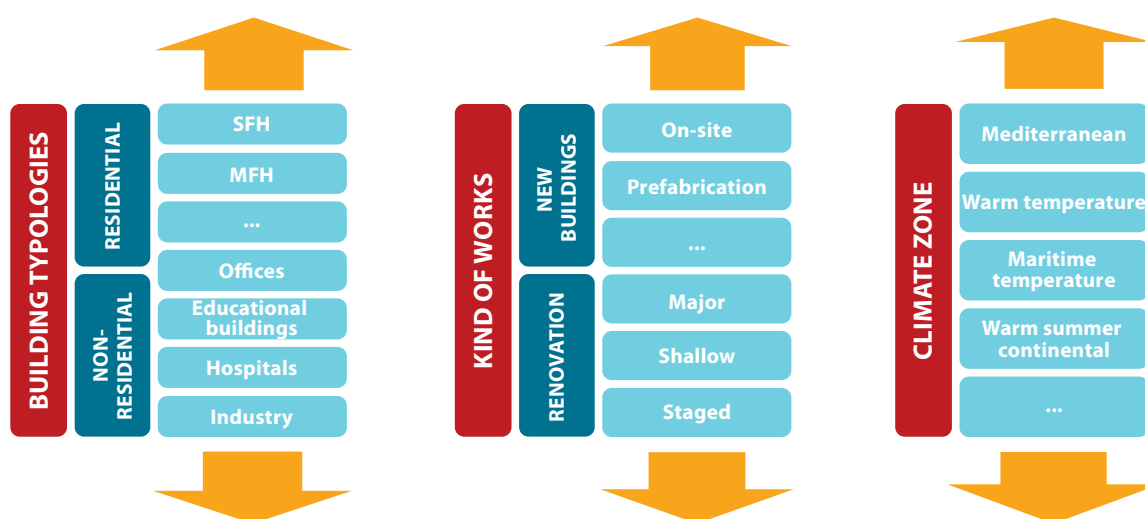 BUILDING TYPOLOGIES
RESIDENTIAL
SFH
MFH
...
NON-
RESIDENTIAL
Offices
Educational
buildings
Hospitals
Industry
KIND OF WORKS
NEW
BUILDINGS
On-site
Prefabrication
...
RENOVATION
Major
Shallow
Staged
CLIMATE ZONE
Mediterranean
Warm temperature
Maritime
temperature
Warm summer
continental
...